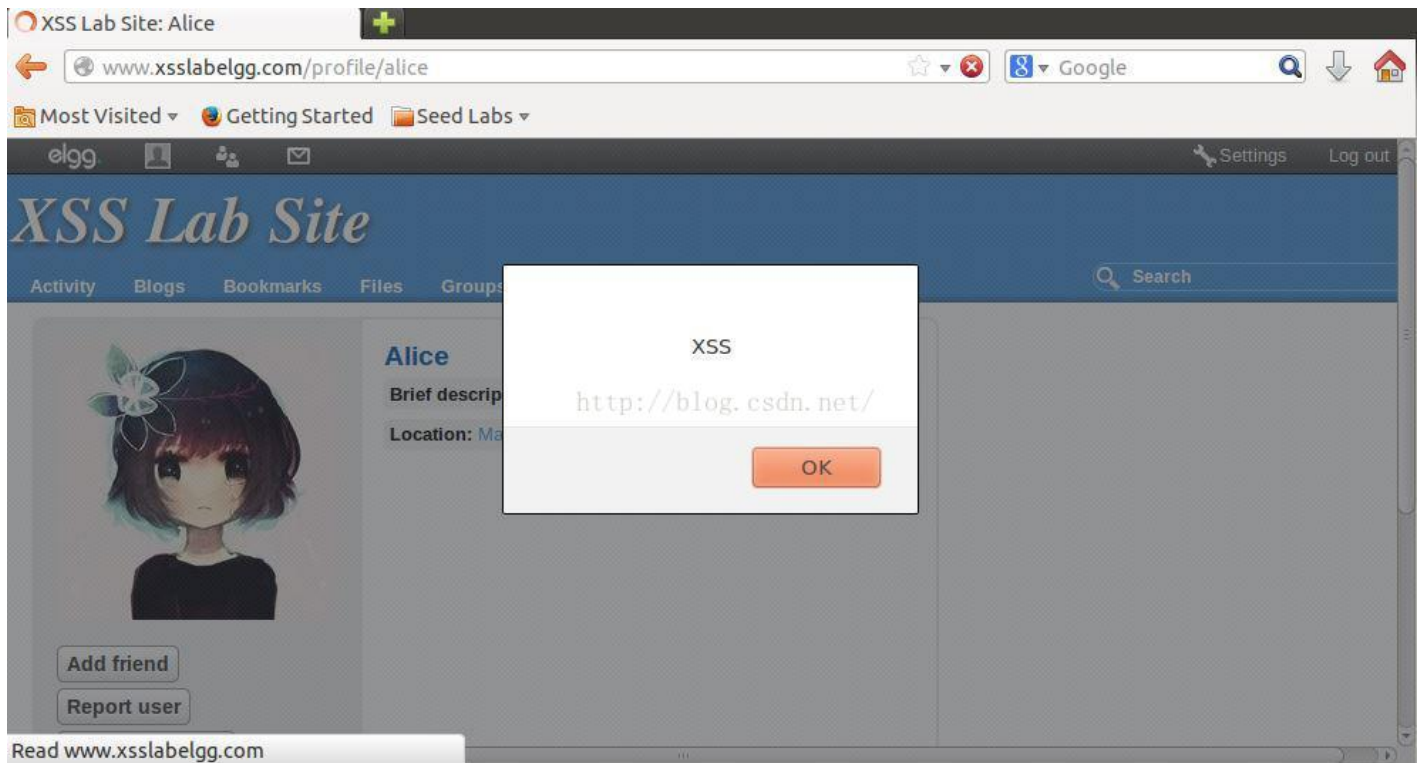 XSS Lab Site: Alice
www.xsslabelgg.com/profile/alice
Google
Most Visited
Getting Started
Seed Labs
elgg.
Settings
Log out
XSS Lab Site
Activity
Blogs
Bookmarks
Files
Groups
Search
Alice
Brief descrip
Location: Ma
XSS
http://blog.csdn.net/
OK
Add friend
Report user
Read www.xsslabelgg.com